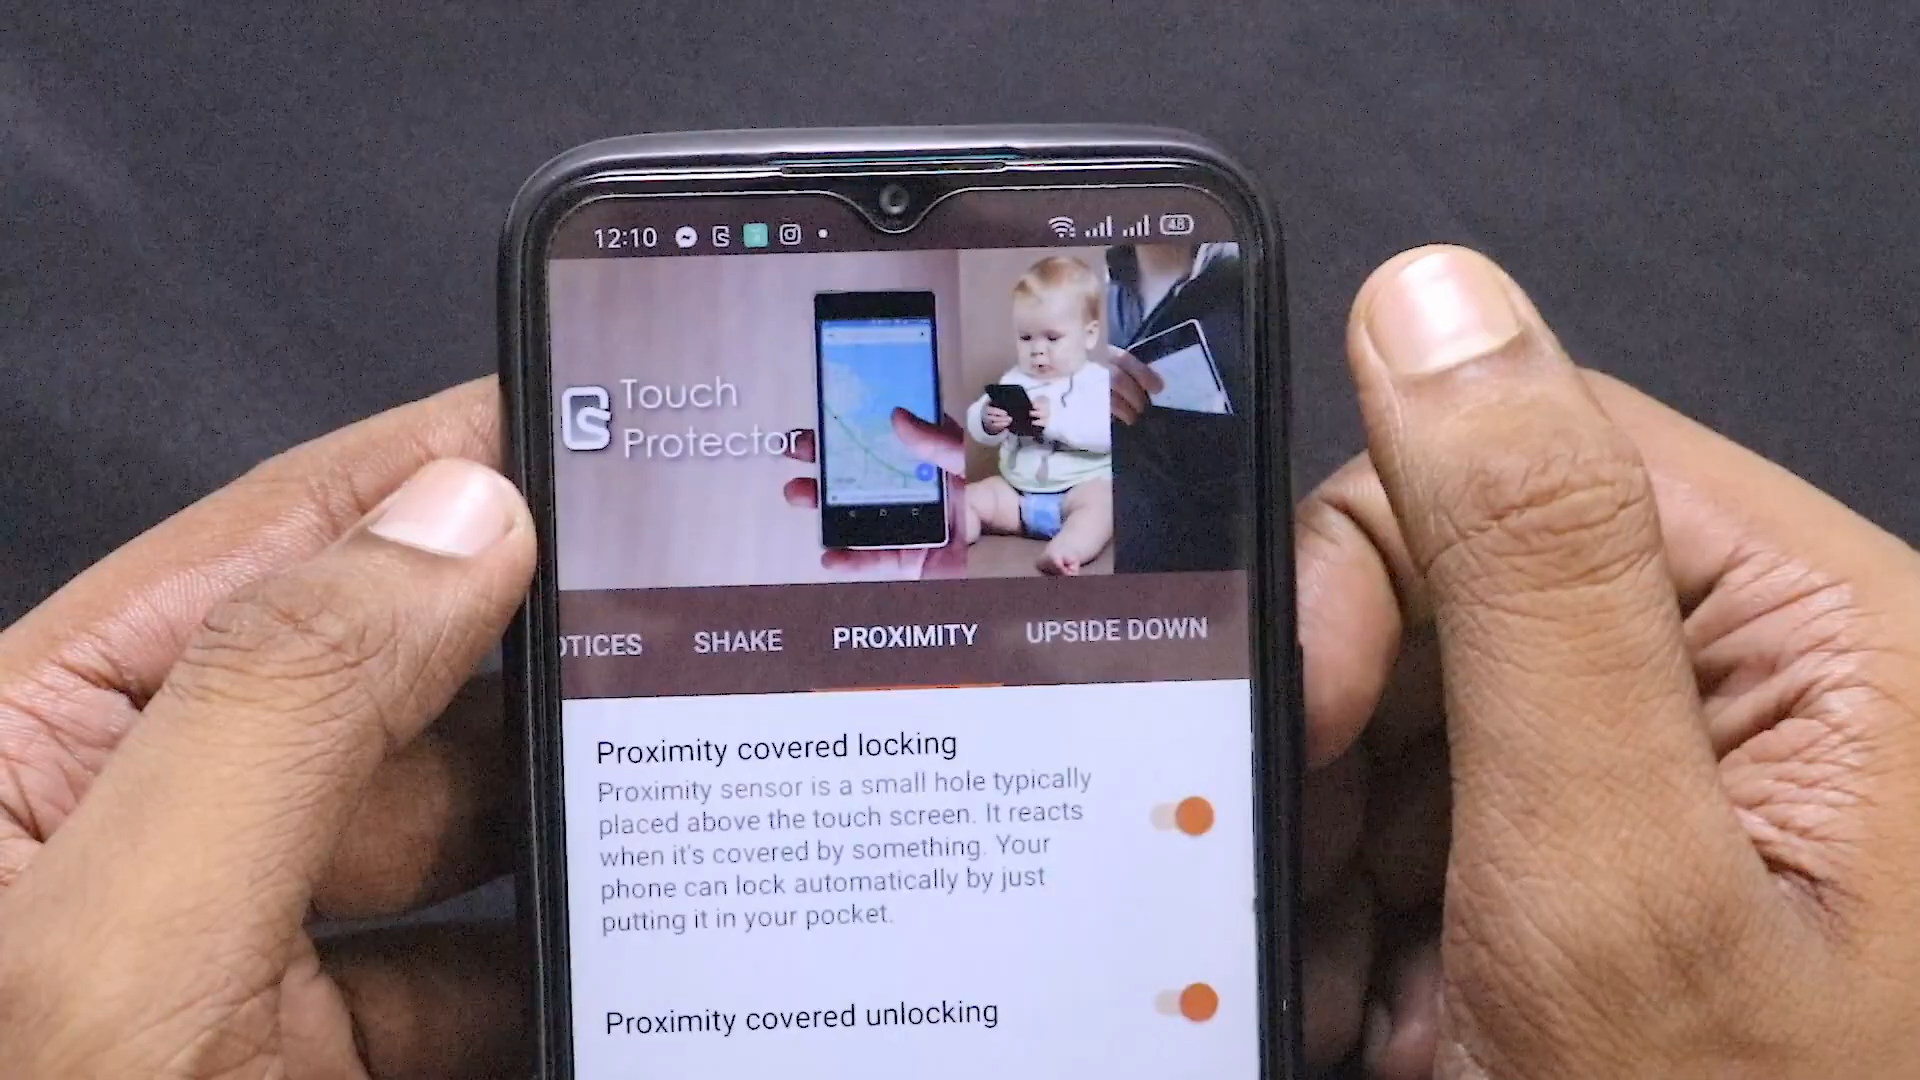 12:10
48
Touch
Protector
OTICES SHAKE PROXIMITY UPSIDE DOWN
Proximity covered locking
Proximity sensor is a small hole typically
placed above the touch screen. It reacts
when it's covered by something. Your
phone can lock automatically by just
putting it in your pocket.
Proximity covered unlocking